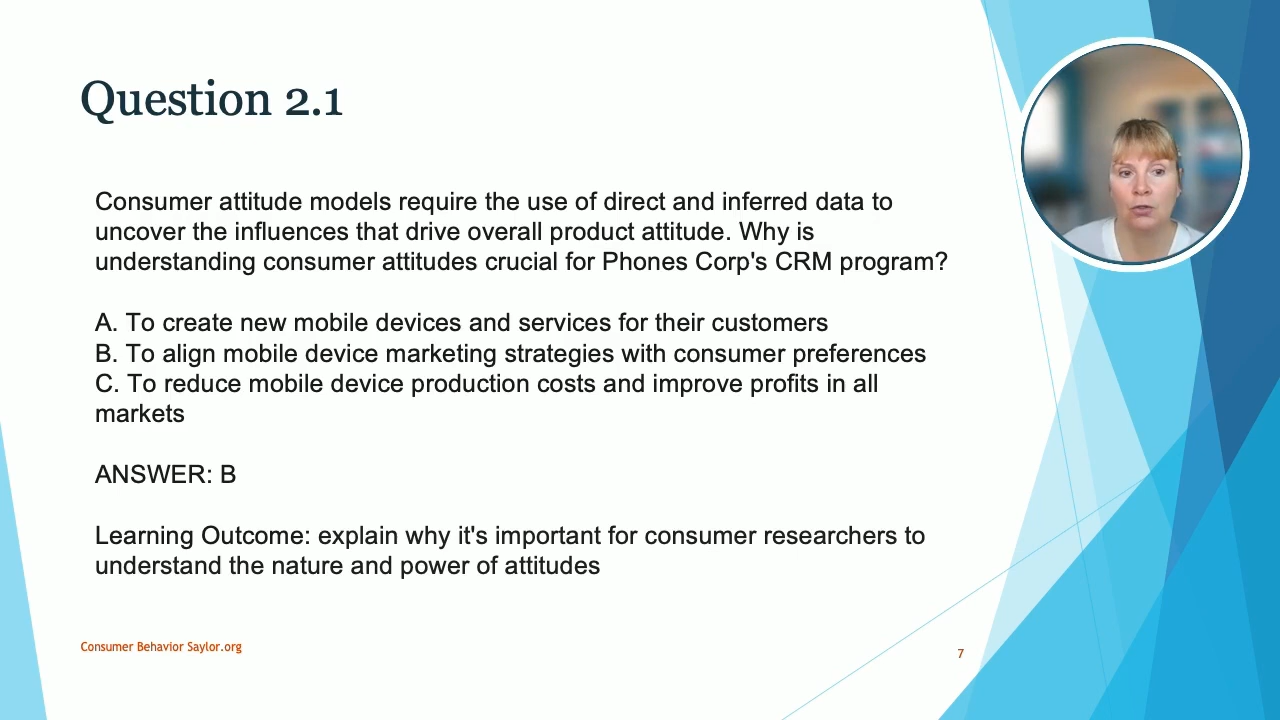 Question 2.1
Consumer attitude models require the use of direct and inferred data to
uncover the influences that drive overall product attitude. Why is
understanding consumer attitudes crucial for Phones Corp's CRM program?
A. To create new mobile devices and services for their customers
B. To align mobile device marketing strategies with consumer preferences
C. To reduce mobile device production costs and improve profits in all
markets
ANSWER: B
Learning Outcome: explain why it's important for consumer researchers to
understand the nature and power of attitudes
Consumer Behavior Saylor.org
7